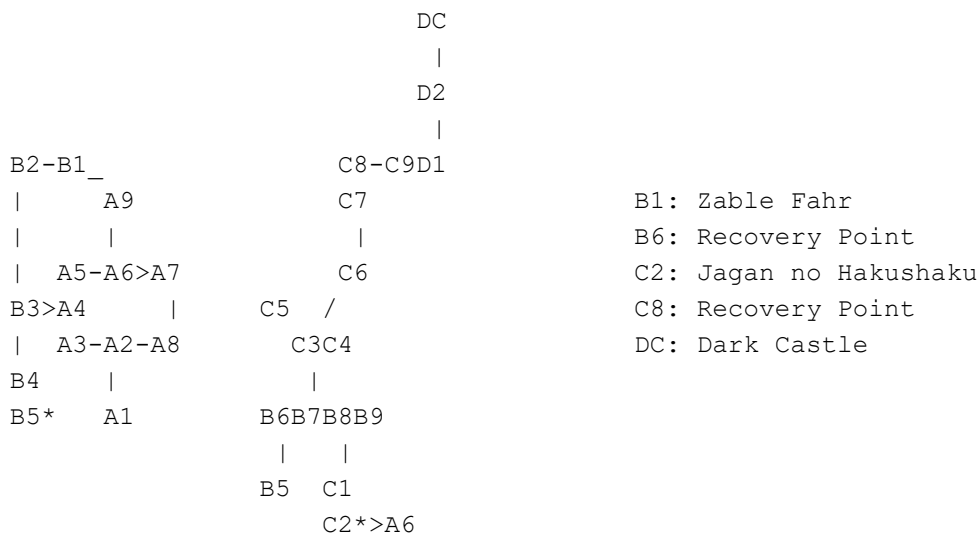 DC
                          |
                         D2
                          |
B2-B1_              C8-C9D1
|     A9            C7                B1: Zable Fahr
|     |              |                B6: Recovery Point
|  A5-A6>A7         C6                C2: Jagan no Hakushaku
B3>A4     |    C5  /                  C8: Recovery Point
|  A3-A2-A8      C3C4                 DC: Dark Castle
B4    |           |
B5*   A1       B6B7B8B9
                |   |
               B5  C1
                   C2*>A6